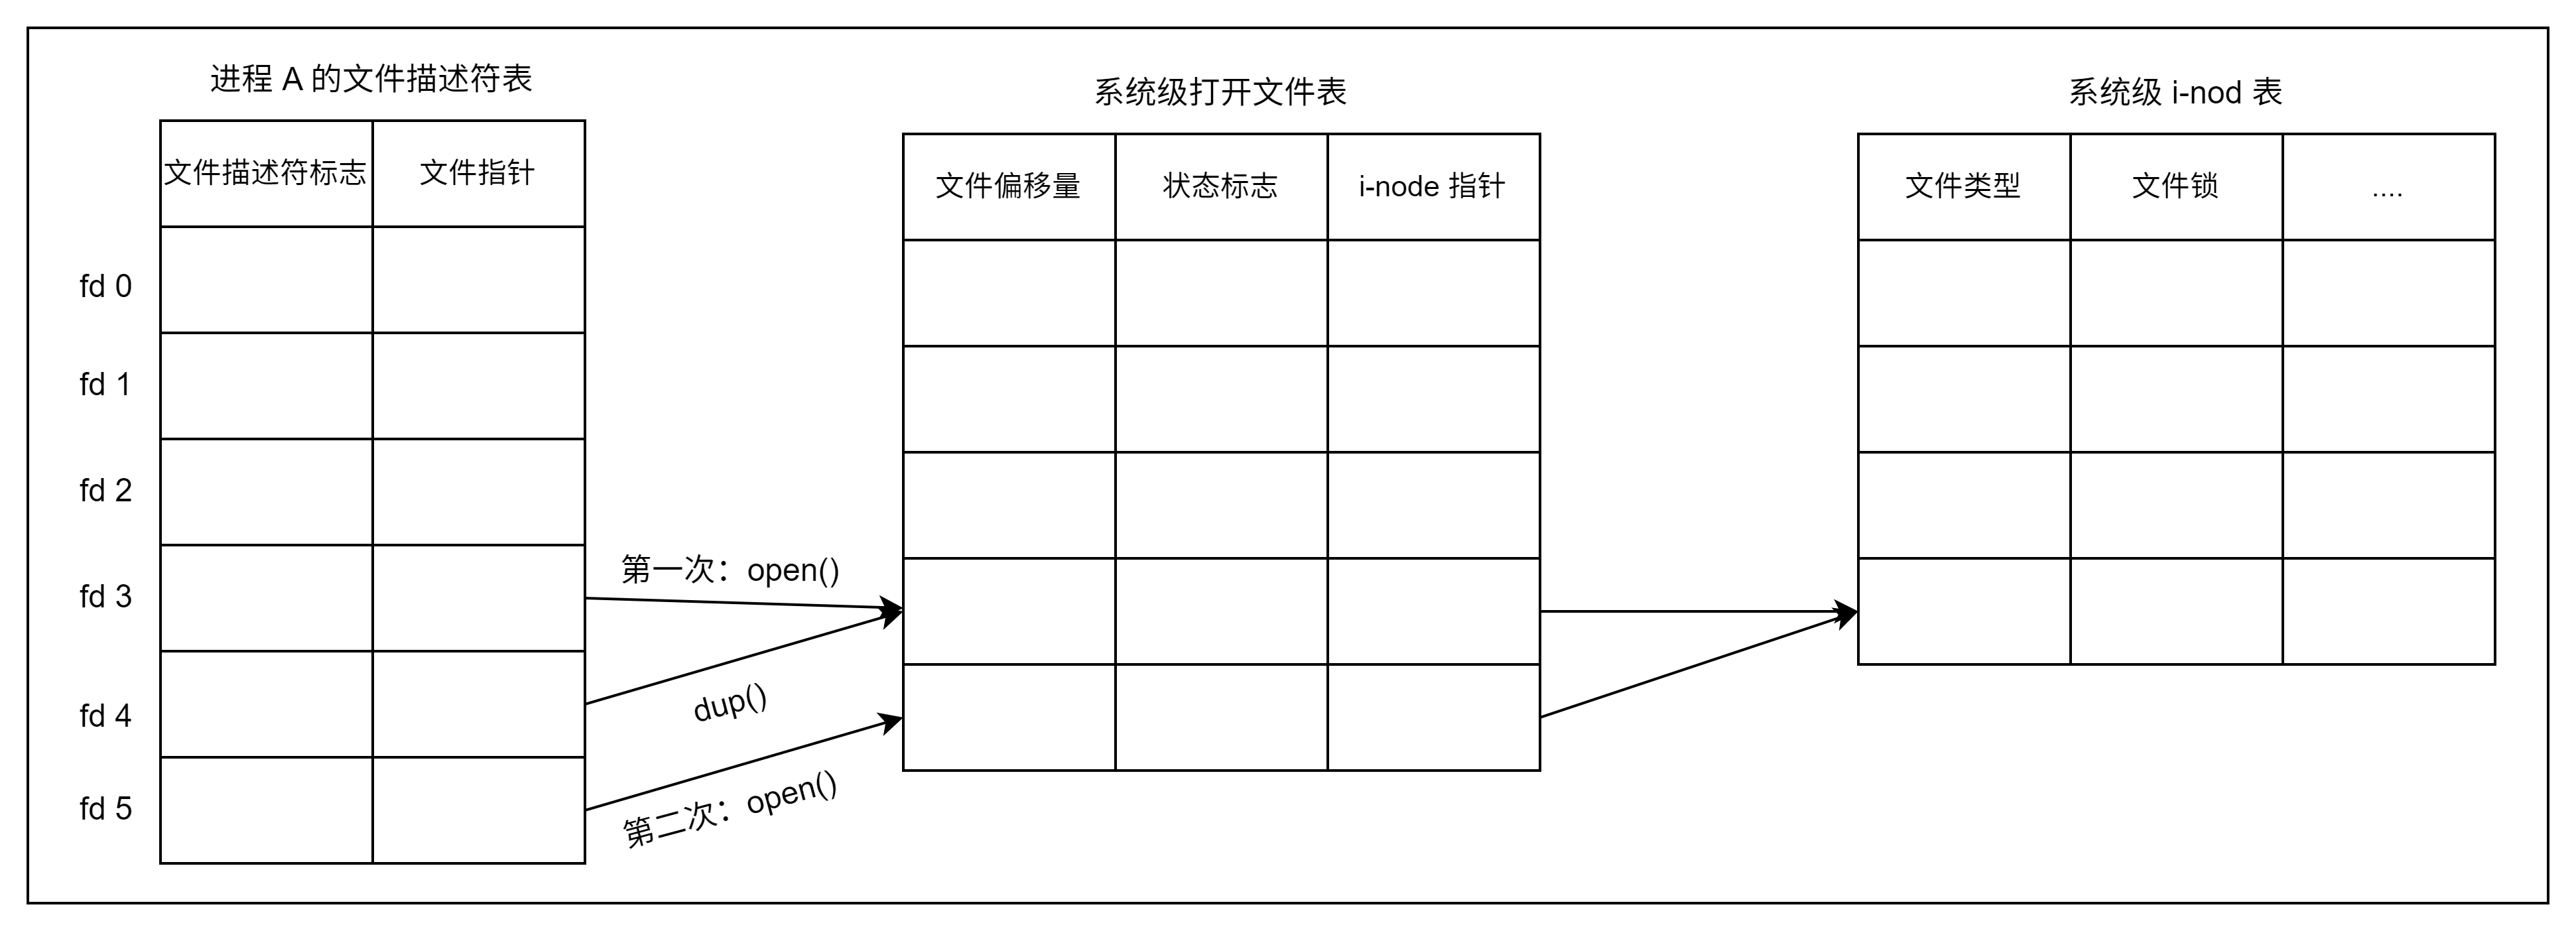 进程 A 的文件描述符表
系统级打开文件表
系统级 i-nod 表
文件描述符标志
文件指针
文件偏移量
状态标志
i-node 指针
文件类型
文件锁
....
fd 0
fd 1
fd 2
fd 3
fd 4
fd 5
第一次：open()
dup()
第二次：open()